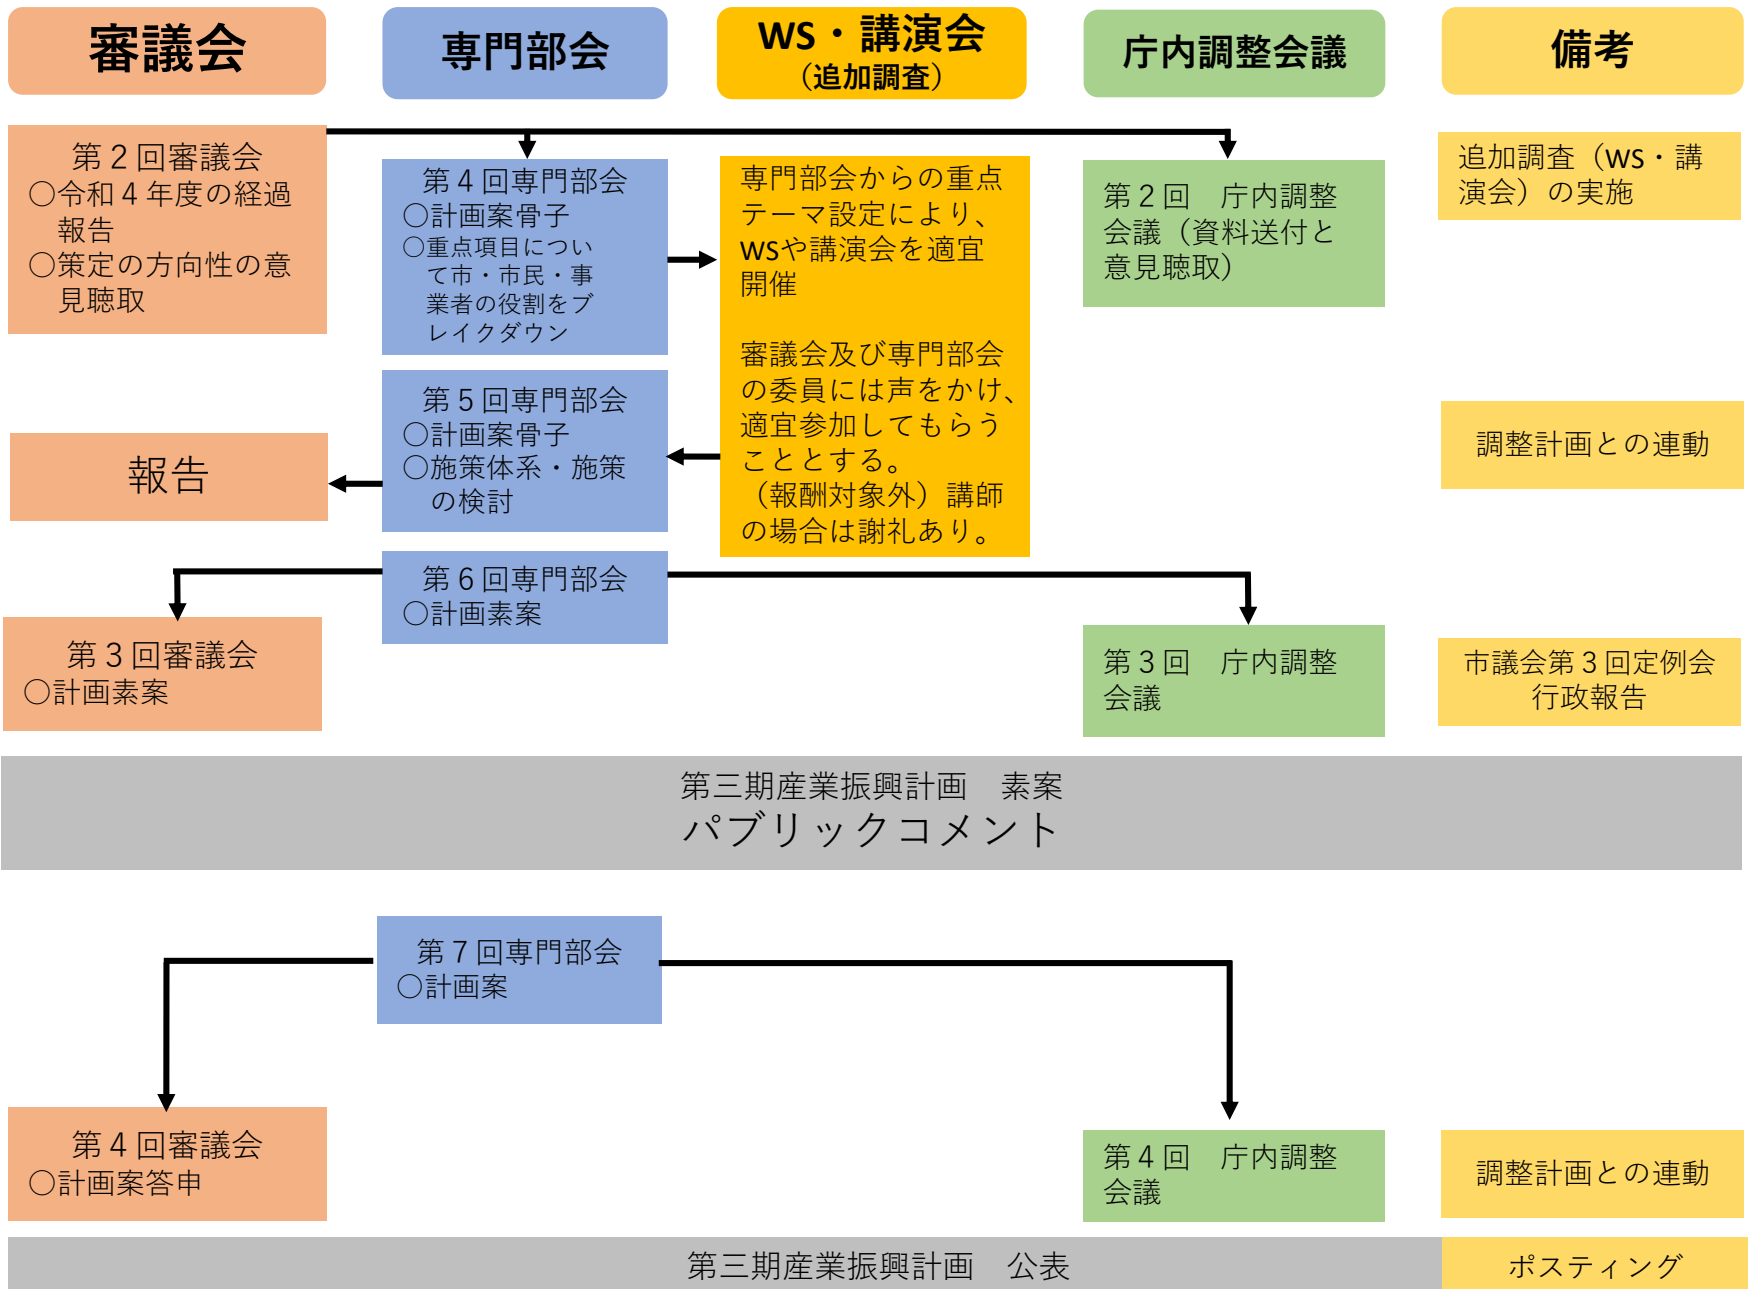 審議会
専門部会
WS・講演会
（追加調査）
庁内調整会議
備考
第２回審議会
○令和４年度の経過
報告
○策定の方向性の意
見聴取
第４回専門部会
○計画案骨子
○重点項目につい
て市・市民・事
業者の役割をブ
レイクダウン
専門部会からの重点
テーマ設定により、
WSや講演会を適宜
開催
審議会及び専門部会
の委員には声をかけ、
適宜参加してもらう
こととする。
（報酬対象外）講師
の場合は謝礼あり。
第２回　庁内調整
会議（資料送付と
意見聴取）
追加調査（WS・講
演会）の実施
第５回専門部会
○計画案骨子
○施策体系・施策
の検討
報告
調整計画との連動
第６回専門部会
○計画素案
第３回審議会
○計画素案
第３回　庁内調整
会議
市議会第３回定例会
行政報告
第三期産業振興計画　素案
パブリックコメント
第７回専門部会
○計画案
第４回審議会
○計画案答申
第４回　庁内調整
会議
調整計画との連動
第三期産業振興計画　公表
ポスティング